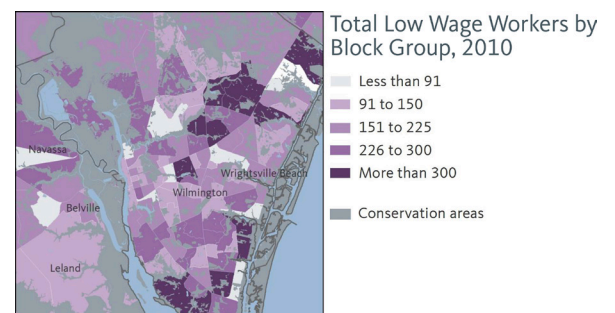 Total Low Wage Workers by
Block Group, 2010
Less than 91
91 to 150
151 to 225
226 to 300
More than 300
Conservation areas
Navassa
Wrightsville Beach
Wilmington
Belville
Leland